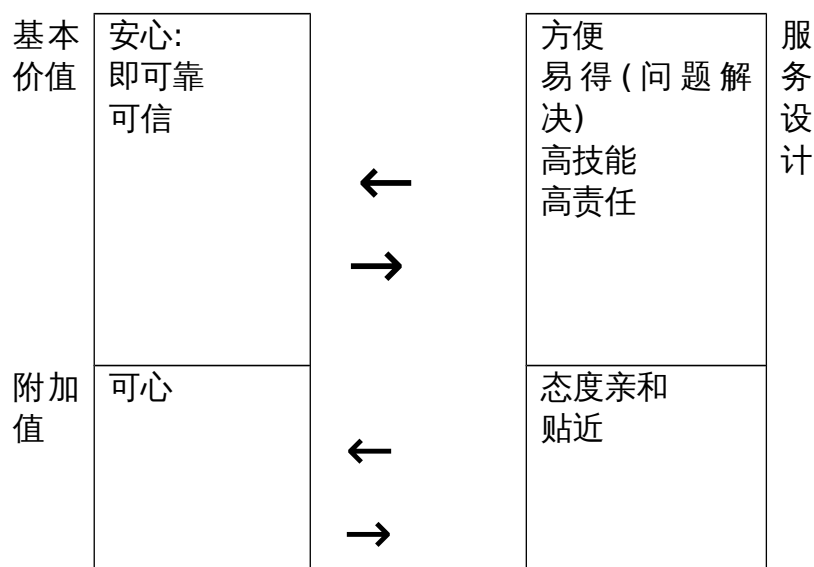 基本
价值
安心:
即可靠
可信
←
→
方便
易得(问题解
决)
高技能
高责任
服
务
设
计
附加
值
可心
←
→
态度亲和
贴近